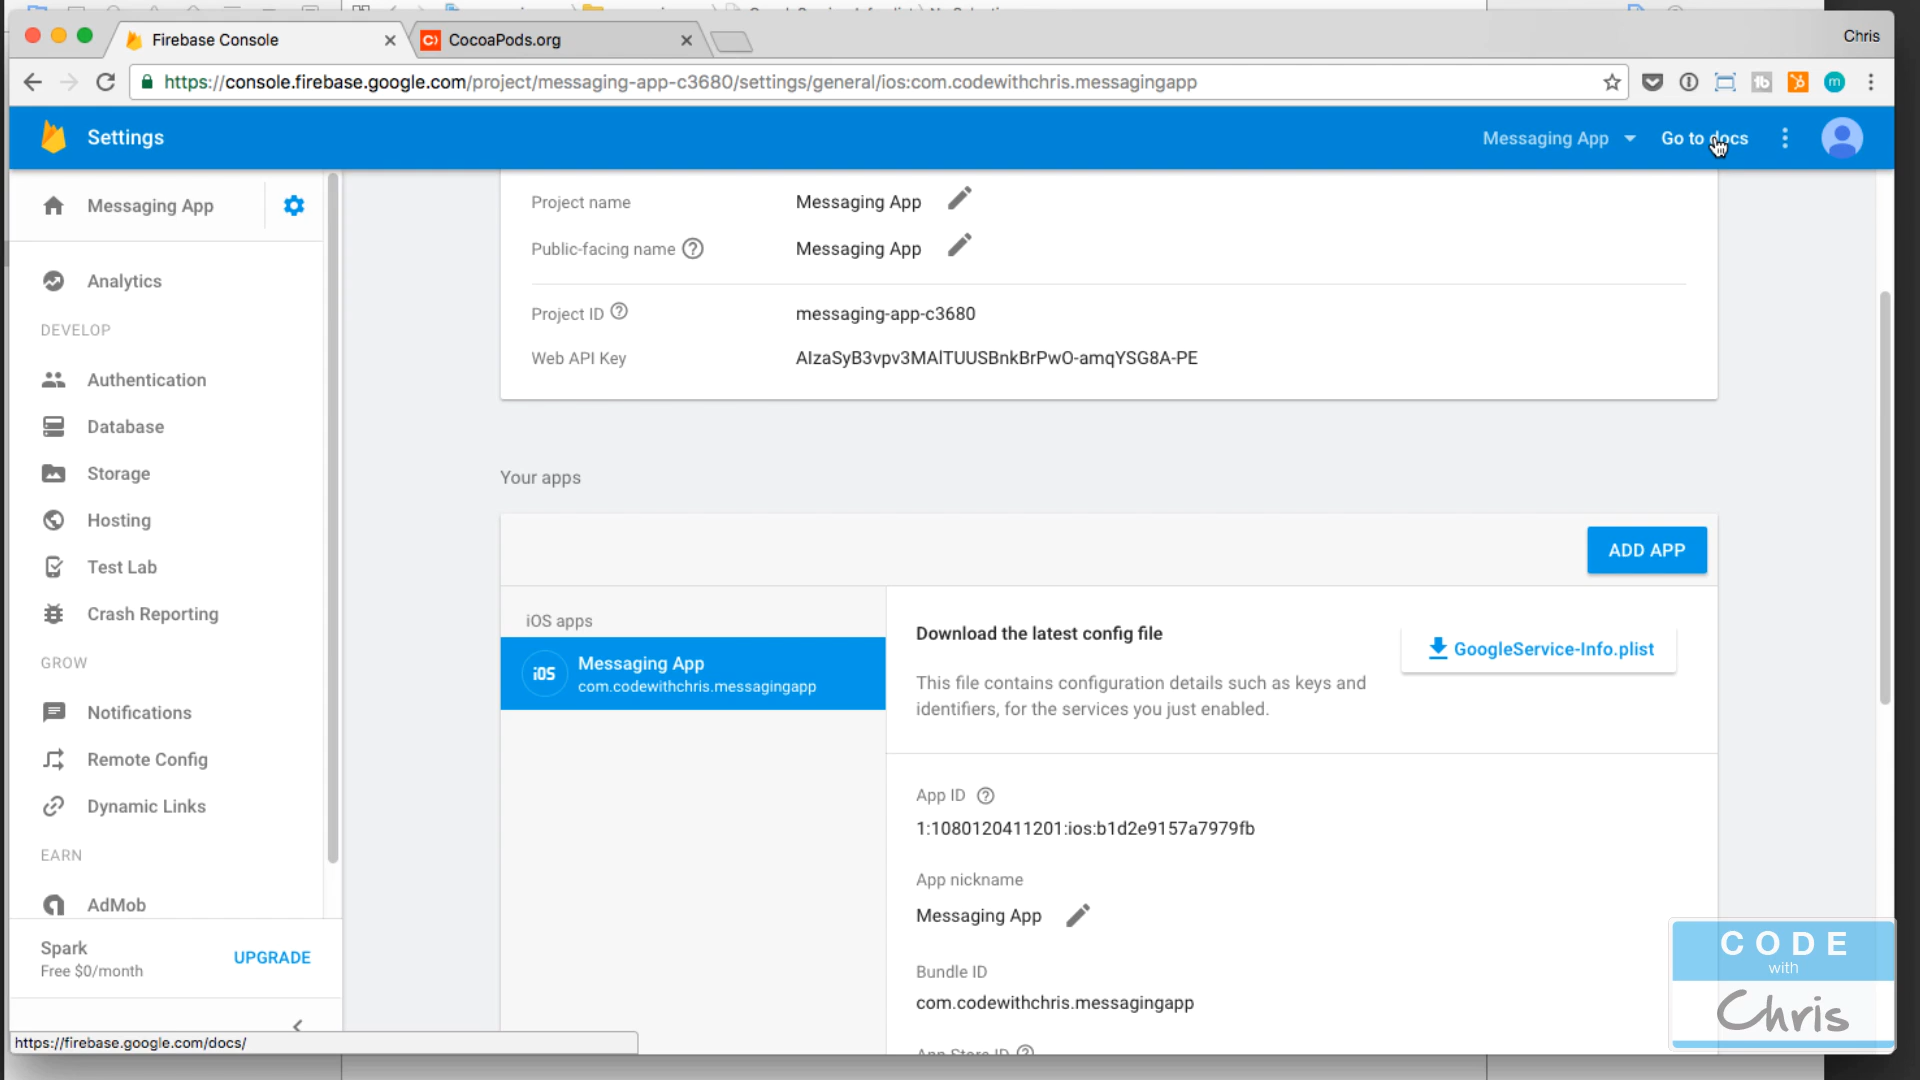 Firebase Console
CocoaPods.org
Chris
https://console.firebase.google.com/project/messaging-app-c3680/settings/general/ios:com.codewithchris.messagingapp
Settings
Messaging App
Go to docs
Messaging App
Analytics
DEVELOP
Authentication
Database
Storage
Hosting
Test Lab
Crash Reporting
GROW
Notifications
Remote Config
Dynamic Links
EARN
AdMob
Spark
Free $0/month
UPGRADE
https://firebase.google.com/docs/
Project name
Messaging App
Public-facing name
Messaging App
Project ID
messaging-app-c3680
Web API Key
AIzaSyB3vpv3MAlTUUSBnkBrPwO-amqYSG8A-PE
Your apps
ADD APP
iOS apps
iOS
Messaging App
com.codewithchris.messagingapp
Download the latest config file
GoogleService-Info.plist
This file contains configuration details such as keys and
identifiers, for the services you just enabled.
App ID
1:1080120411201:ios:b1d2e9157a7979fb
App nickname
Messaging App
Bundle ID
com.codewithchris.messagingapp
App Store ID
CODE
with
Chris